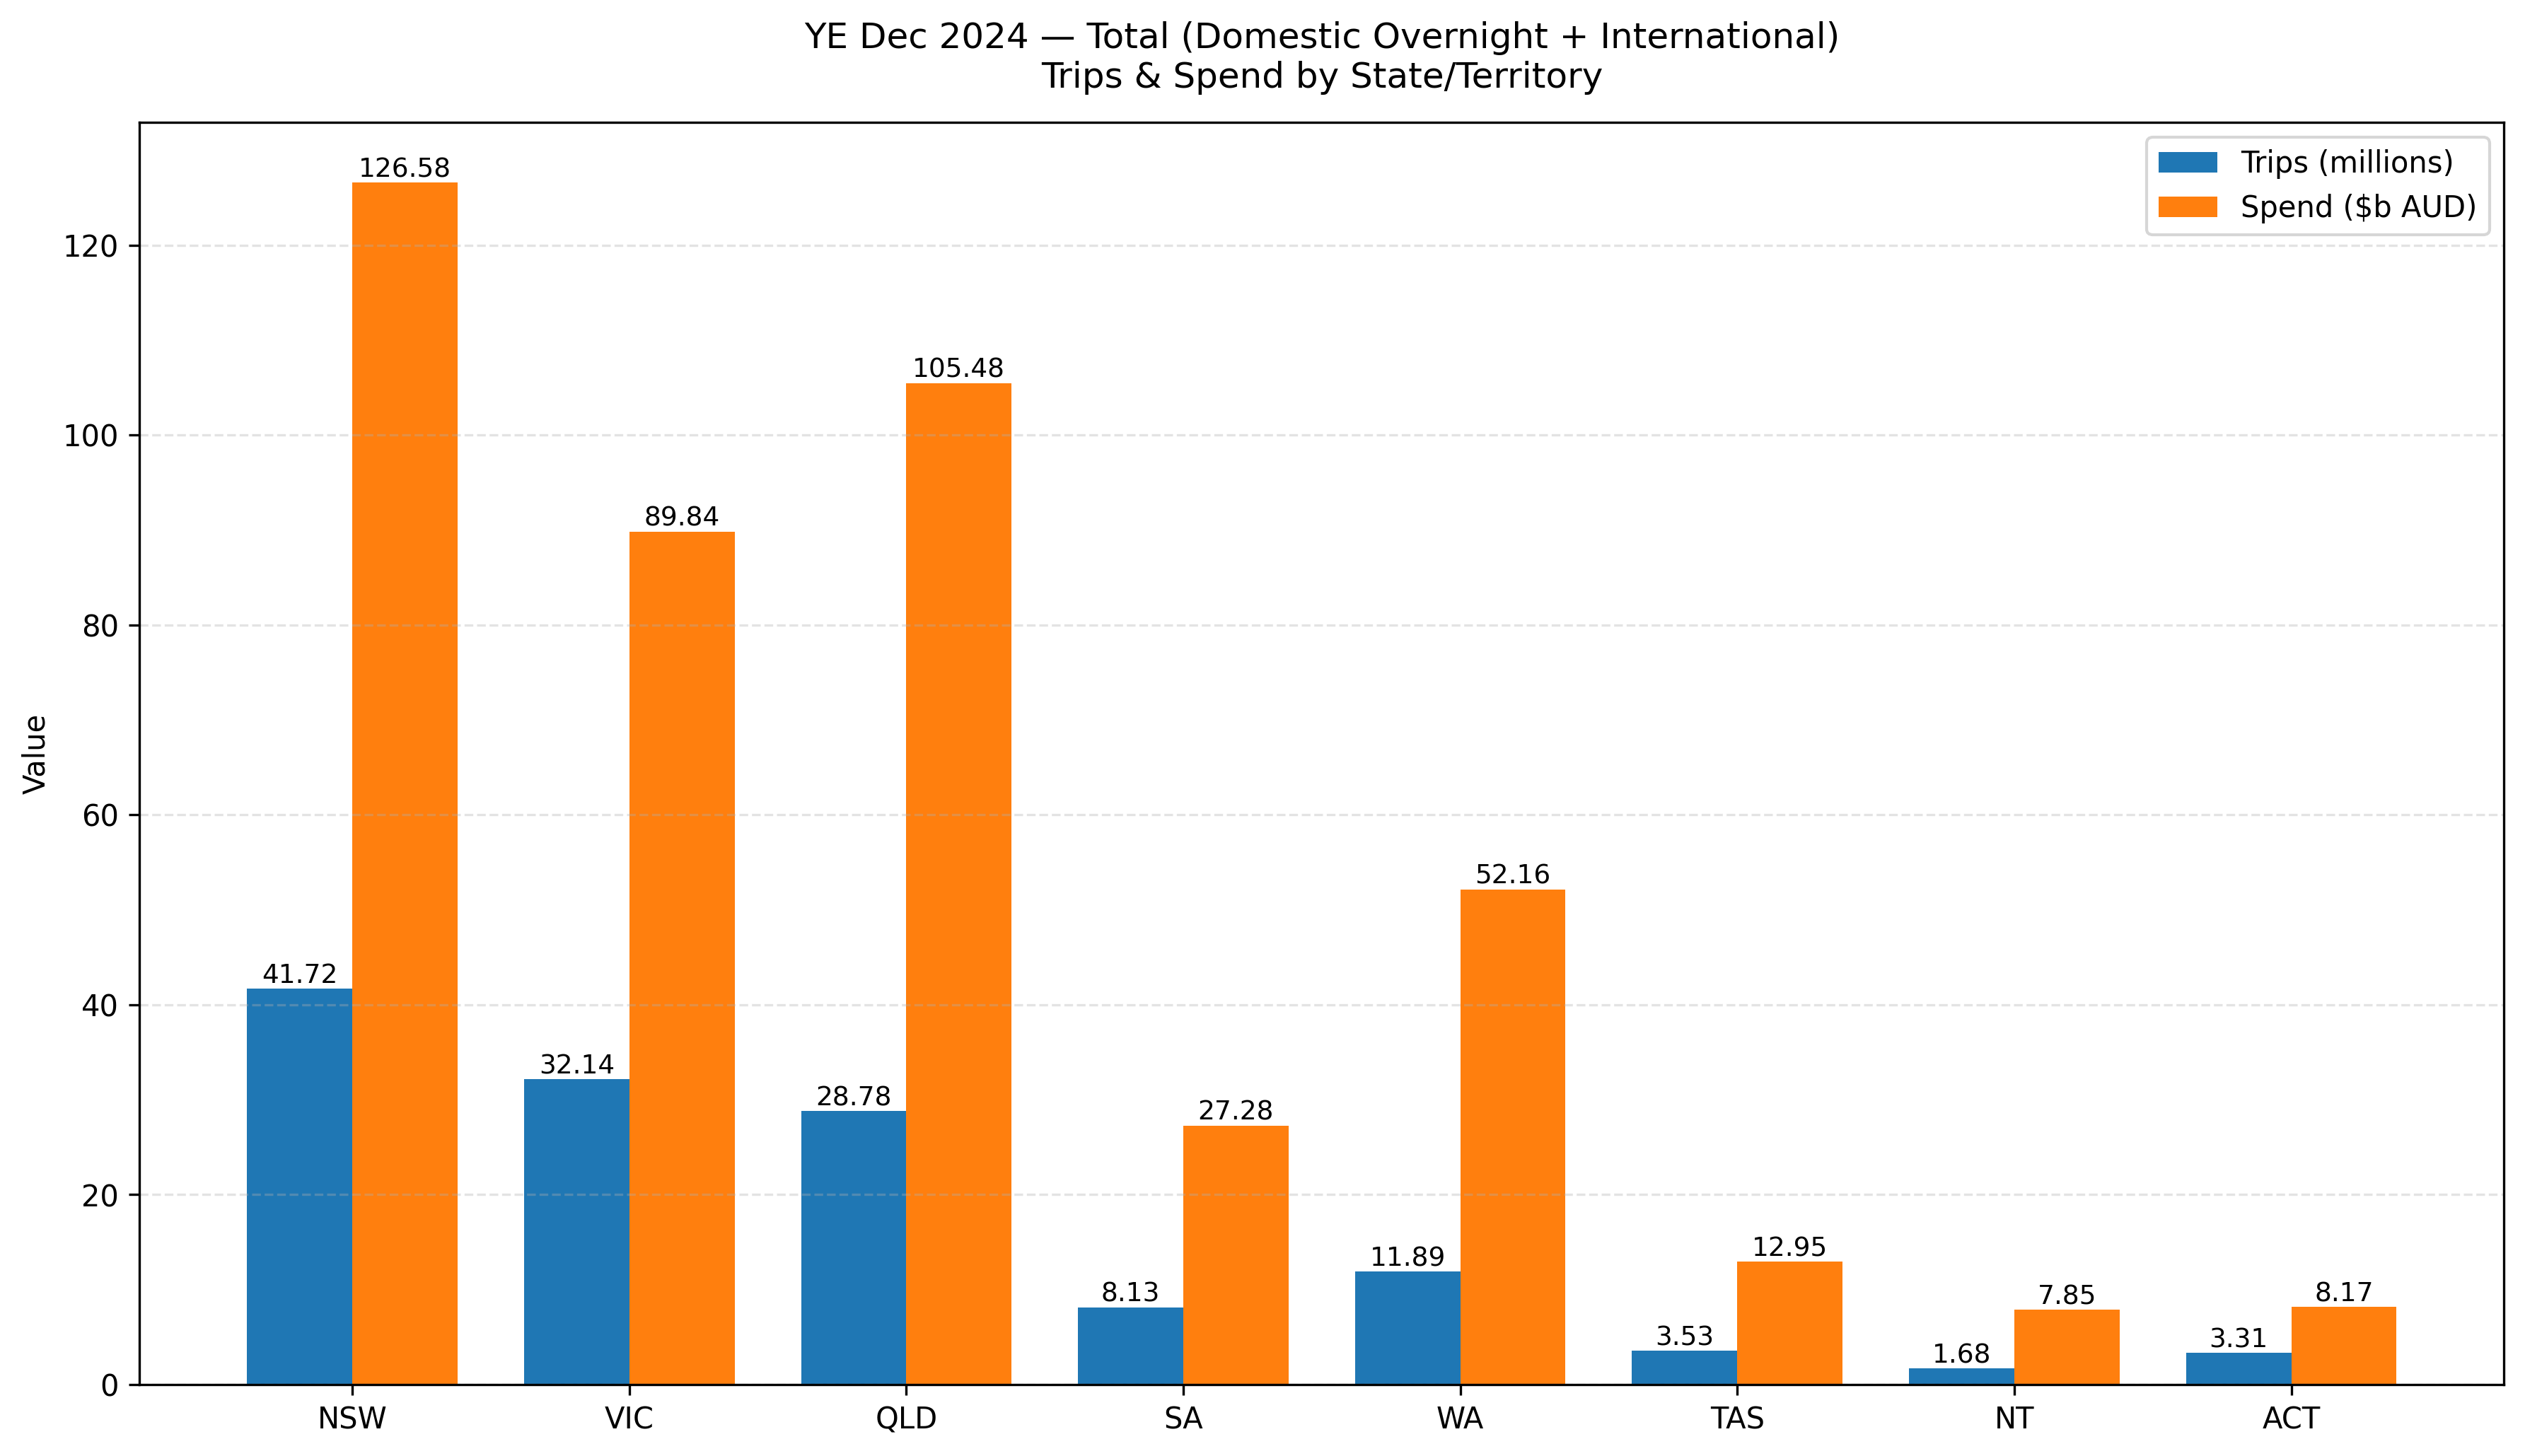 YE Dec 2024 — Total (Domestic Overnight + International)
Trips & Spend by State/Territory
Trips (millions)
Spend ($b AUD)
Value
120
100
80
60
40
20
0
41.72
126.58
32.14
89.84
28.78
105.48
8.13
27.28
11.89
52.16
3.53
12.95
1.68
7.85
3.31
8.17
NSW
VIC
QLD
SA
WA
TAS
NT
ACT